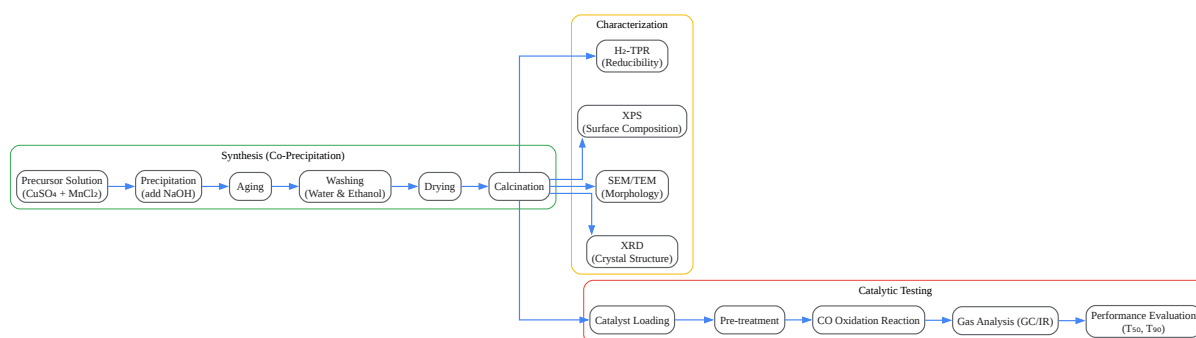 Characterization
H₂-TPR
(Reducibility)
XPS
(Surface Composition)
SEM/TEM
(Morphology)
XRD
(Crystal Structure)
Synthesis (Co-Precipitation)
Precursor Solution
(CuSO₄ + MnCl₂)
Precipitation
(add NaOH)
Aging
Washing
(Water & Ethanol)
Drying
Calcination
Catalytic Testing
Catalyst Loading
Pre-treatment
CO Oxidation Reaction
Gas Analysis (GC/IR)
Performance Evaluation
(T₅₀, T₉₀)